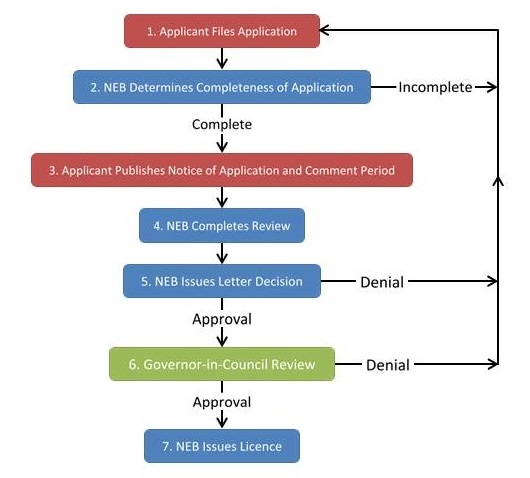 1. Applicant Files Application
2. NEB Determines Completeness of Application
Incomplete
Complete
3. Applicant Publishes Notice of Application and Comment Period
4. NEB Completes Review
5. NEB Issues Letter Decision
Denial
Approval
6. Governor-in-Council Review
Denial
Approval
7. NEB Issues Licence